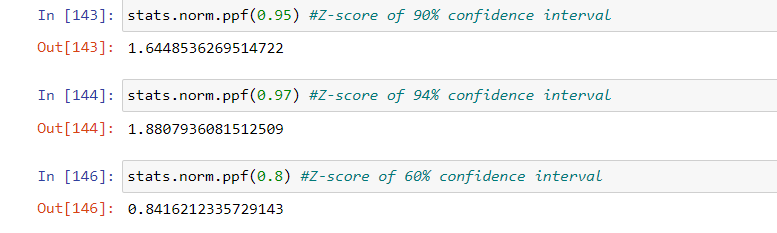 In [143]: stats.norm.ppf(0.95) #Z-score of 90% confidence interval
Out[143]: 1.6448536269514722
In [144]: stats.norm.ppf(0.97) #Z-score of 94% confidence interval
Out[144]: 1.8807936081512509
In [146]: stats.norm.ppf(0.8) #Z-score of 60% confidence interval
Out[146]: 0.8416212335729143